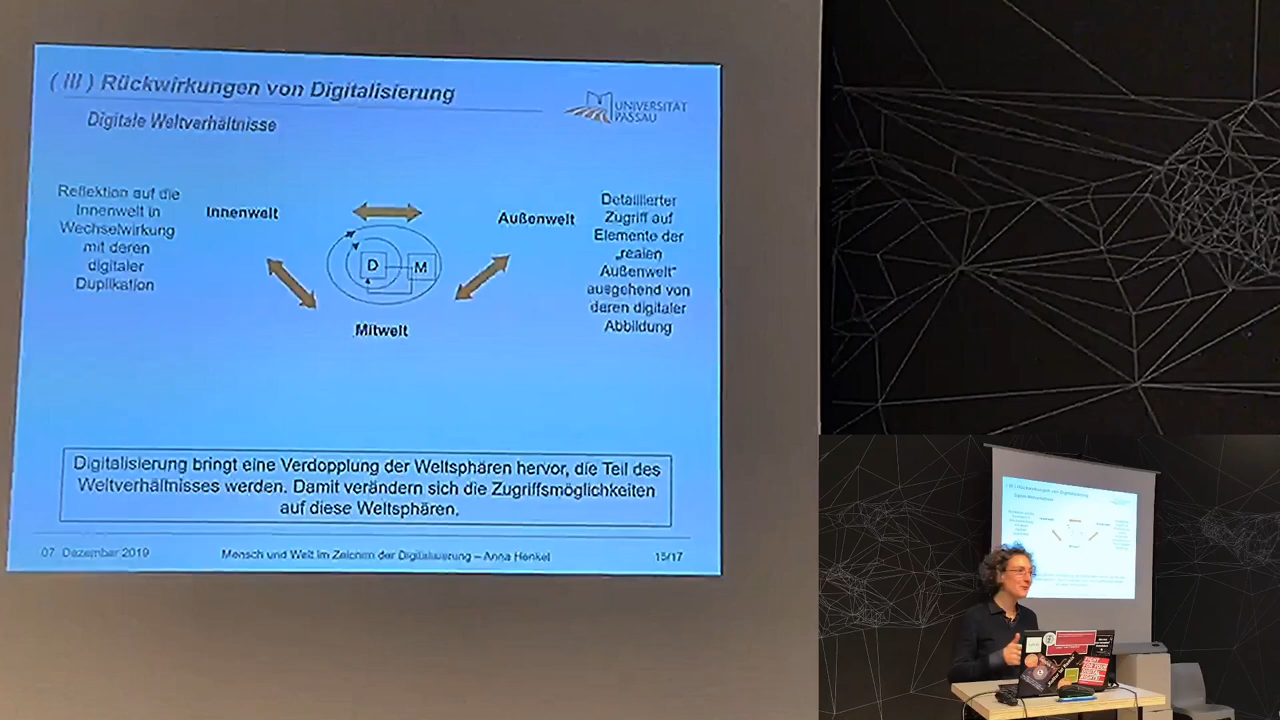 ( III ) Rückwirkungen von Digitalisierung
UNIVERSITÄT
PASSAU
Digitale Weltverhältnisse
Reflektion auf die
Innenwelt in
Wechselwirkung
mit deren
digitaler
Duplikation
Innenwelt
Außenwelt
Detaillierter
Zugriff auf
Elemente der
„realen
Außenwelt“
ausgehend von
deren digitaler
Abbildung
D
M
Mitwelt
Digitalisierung bringt eine Verdopplung der Weltsphären hervor, die Teil des
Weltverhältnisses werden. Damit verändern sich die Zugriffsmöglichkeiten
auf diese Weltsphären.
07. Dezember 2019
Mensch und Welt im Zeichen der Digitalisierung – Anna Henkel
15/17